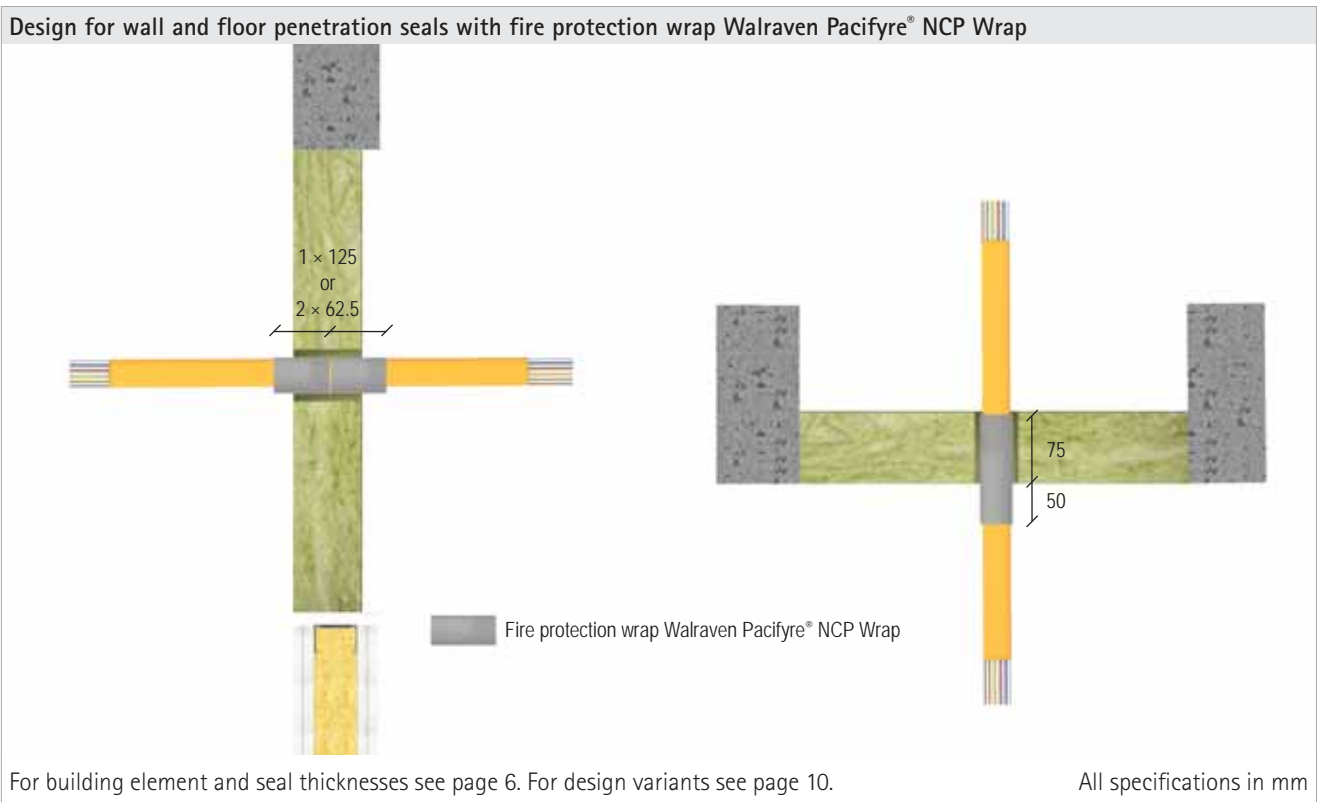 Design for wall and floor penetration seals with fire protection wrap Walraven Pacifyre® NCP Wrap
1 × 125
or
2 × 62.5
75
50
Fire protection wrap Walraven Pacifyre® NCP Wrap
For building element and seal thicknesses see page 6. For design variants see page 10.
All specifications in mm